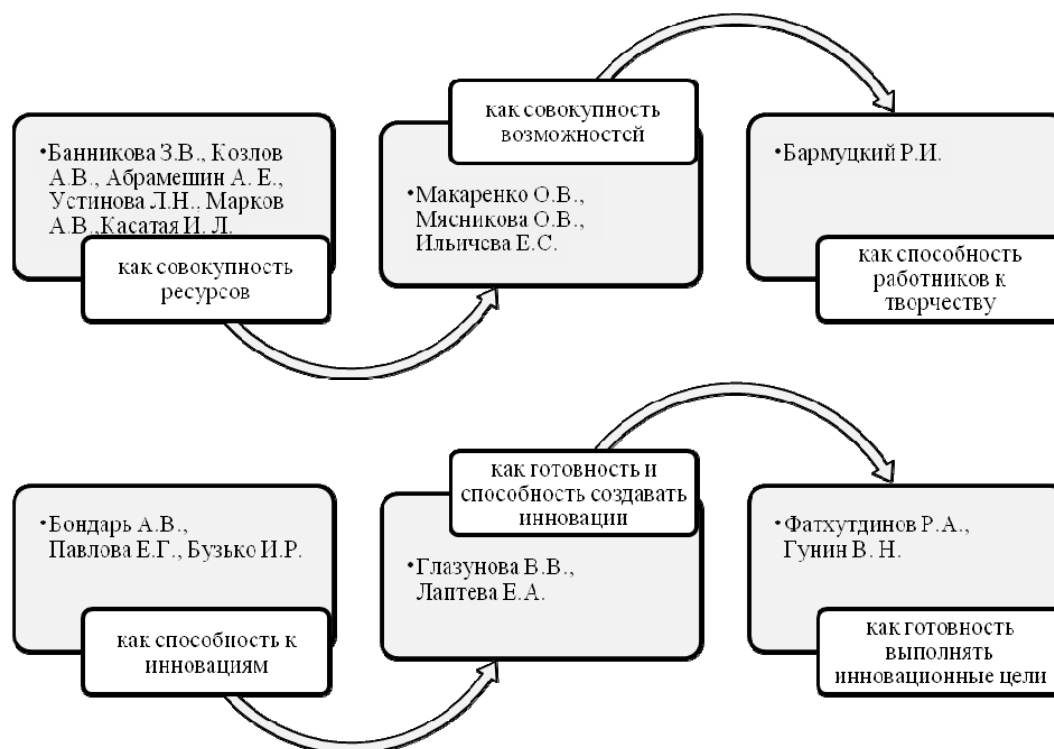 •Банникова З.В., Козлов
А.В., Абрамешин А. Е.,
Устинова Л.Н., Марков
А.В.,Касатая И. Л.
как совокупность
ресурсов
как совокупность
возможностей
•Макаренко О.В.,
Мясникова О.В.,
Ильичева Е.С.
•Бармуцкий Р.И.
как способность
работников к
творчеству
•Бондарь А.В.,
Павлова Е.Г., Бузько И.Р.
как способность к
инновациям
как готовность и
способность создавать
инновации
•Глазунова В.В.,
Лаптева Е.А.
•Фатхутдинов Р.А.,
Гунин В. Н.
как готовность
выполнять
инновационные цели